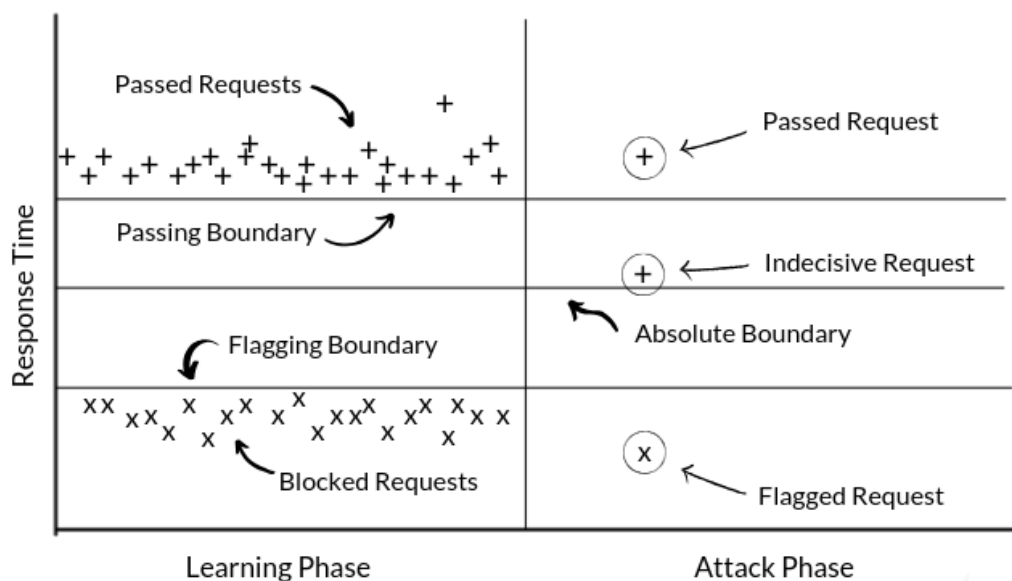 Passed Requests
Passed Request
Passing Boundary
Indecisive Request
Response Time
Flagging Boundary
Absolute Boundary
Blocked Requests
Flagged Request
Learning Phase
Attack Phase